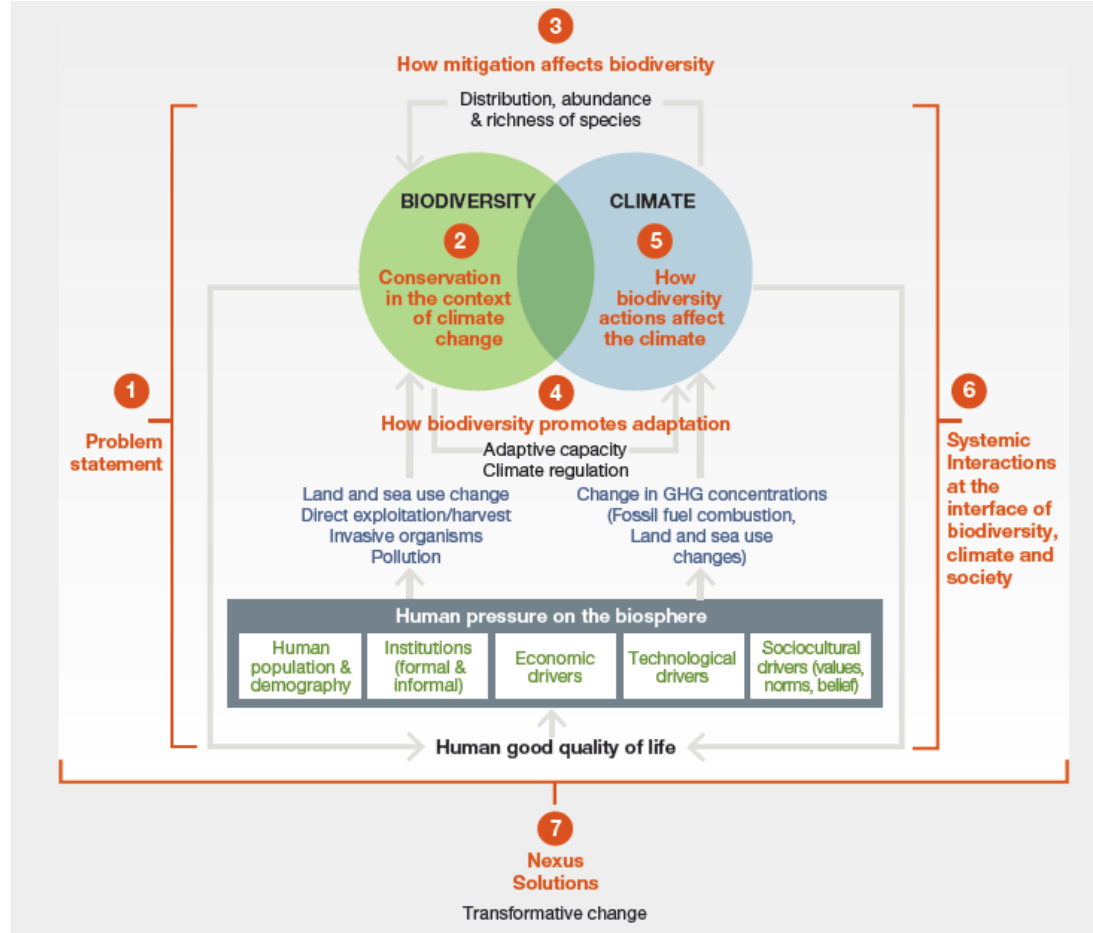 3
How mitigation affects biodiversity
Distribution, abundance
& richness of species
BIODIVERSITY
2
Conservation
in the context
of climate
change
CLIMATE
5
How
biodiversity
actions affect
the climate
1
Problem
statement
4
How biodiversity promotes adaptation
Adaptive capacity
Climate regulation
6
Systemic
Interactions
at the
interface of
biodiversity,
climate and
society
Land and sea use change
Direct exploitation/harvest
Invasive organisms
Pollution
Change in GHG concentrations
(Fossil fuel combustion,
Land and sea use
changes)
Human pressure on the biosphere
Human
population &
demography
Institutions
(formal &
informal)
Economic
drivers
Technological
drivers
Sociocultural
drivers (values,
norms, belief)
Human good quality of life
7
Nexus
Solutions
Transformative change